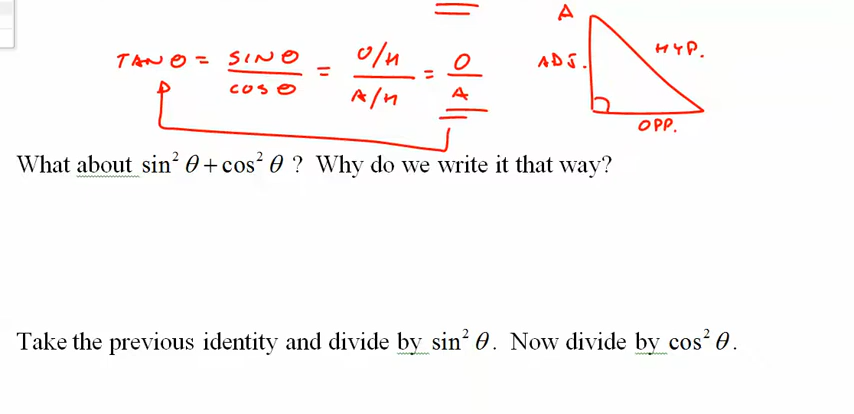 A
TAN θ = SIN θ / COS θ = O/H / A/H = O / A
ADJ.
HYP.
OPP.
What about sin² θ + cos² θ ?  Why do we write it that way?
Take the previous identity and divide by sin² θ.  Now divide by cos² θ.